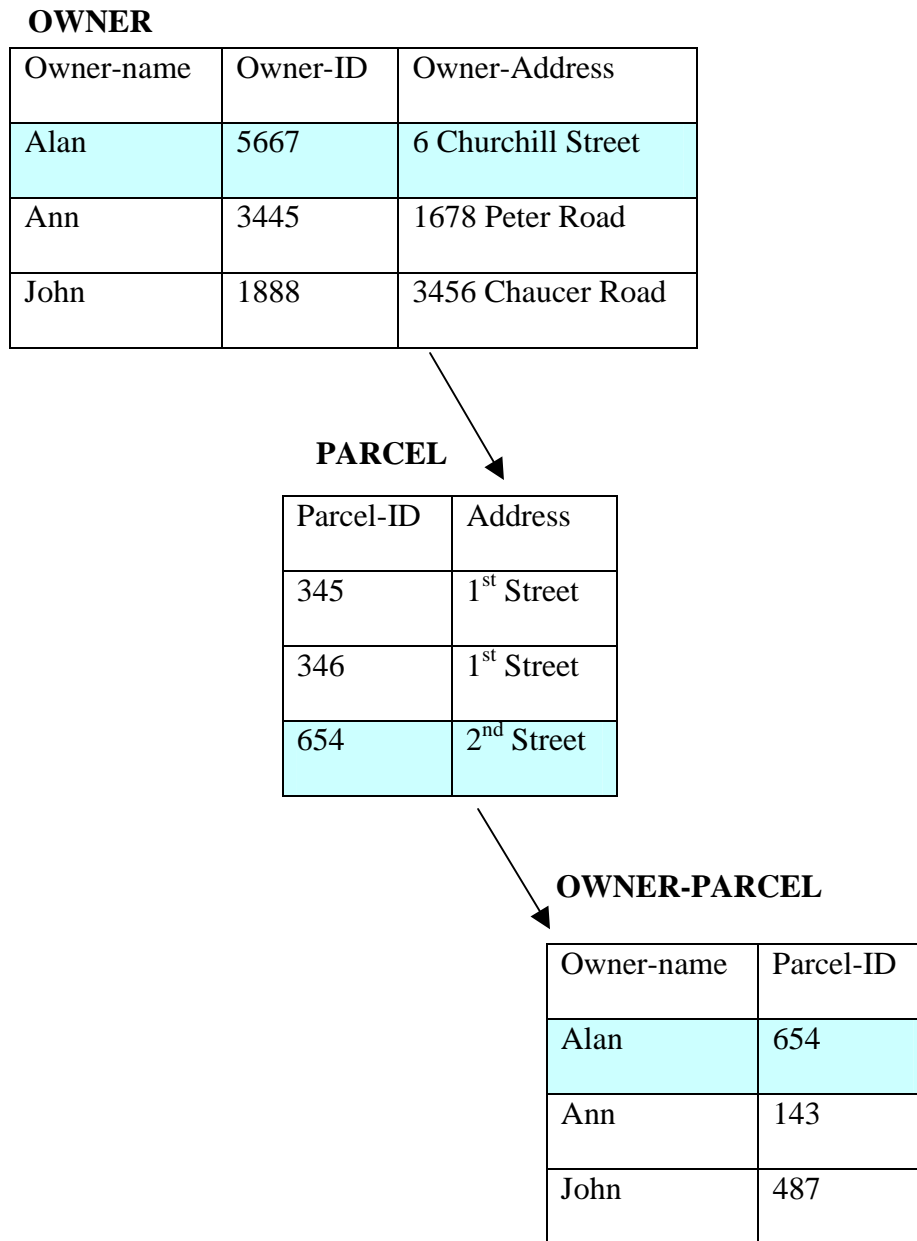 OWNER
Owner-name Owner-ID Owner-Address
Alan 5667 6 Churchill Street
Ann 3445 1678 Peter Road
John 1888 3456 Chaucer Road
PARCEL
Parcel-ID Address
345 1st Street
346 1st Street
654 2nd Street
OWNER-PARCEL
Owner-name Parcel-ID
Alan 654
Ann 143
John 487